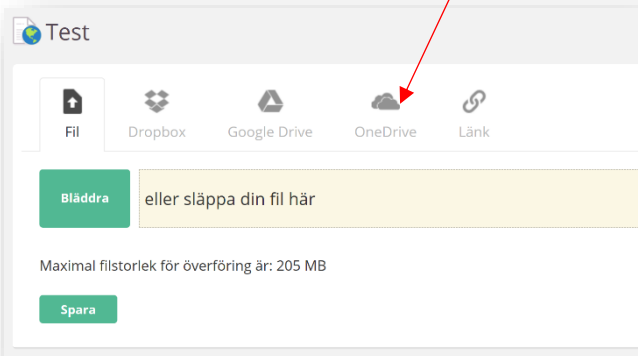 Test
Fil
Dropbox
Google Drive
OneDrive
Länk
Bläddra
eller släppa din fil här
Maximal filstorlek för överföring är: 205 MB
Spara